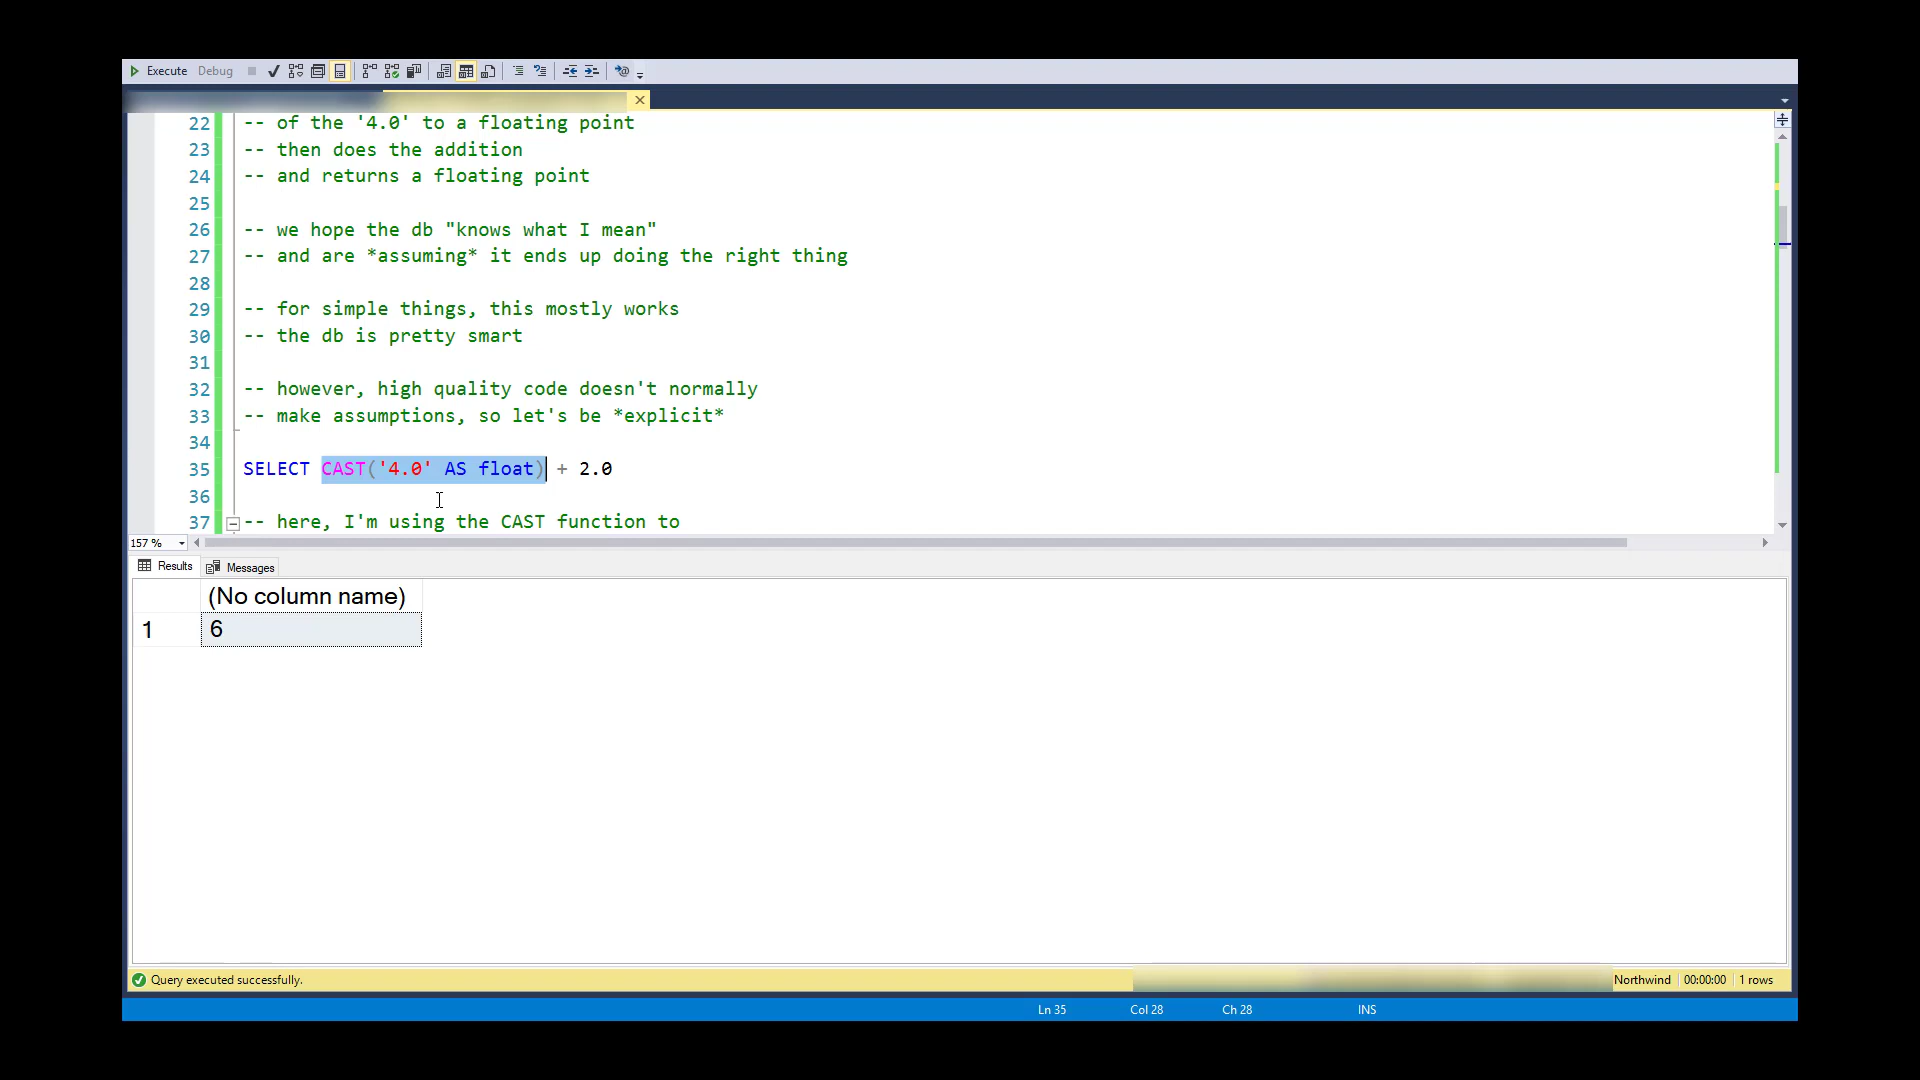 Execute Debug
22 -- of the '4.0' to a floating point
23 -- then does the addition
24 -- and returns a floating point
25
26 -- we hope the db "knows what I mean"
27 -- and are *assuming* it ends up doing the right thing
28
29 -- for simple things, this mostly works
30 -- the db is pretty smart
31
32 -- however, high quality code doesn't normally
33 -- make assumptions, so let's be *explicit*
34
35 SELECT CAST('4.0' AS float) + 2.0
36
37 -- here, I'm using the CAST function to
157 %
Results Messages
(No column name)
1 6
Query executed successfully. Northwind 00:00:00 1 rows
Ln 35 Col 28 Ch 28 INS